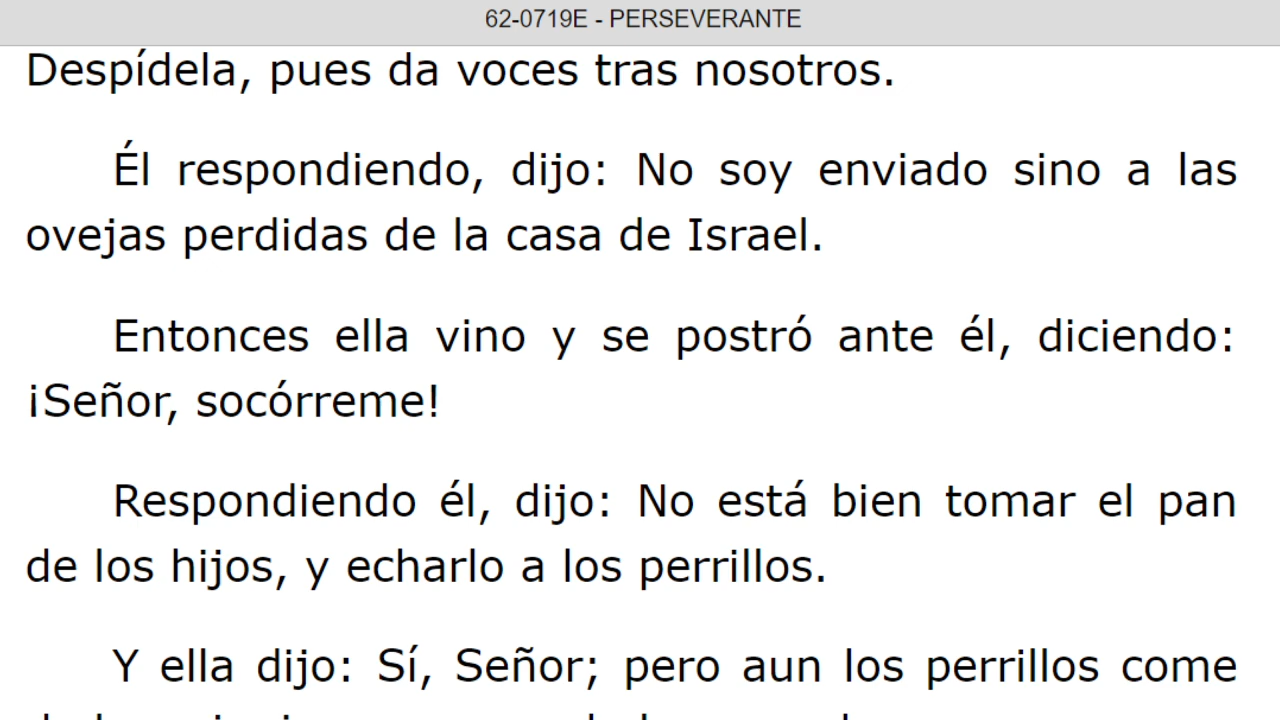 62-0719E - PERSEVERANTE
Despídela, pues da voces tras nosotros.
Él respondiendo, dijo: No soy enviado sino a las
ovejas perdidas de la casa de Israel.
Entonces ella vino y se postró ante él, diciendo:
¡Señor, socórreme!
Respondiendo él, dijo: No está bien tomar el pan
de los hijos, y echarlo a los perrillos.
Y ella dijo: Sí, Señor; pero aun los perrillos come